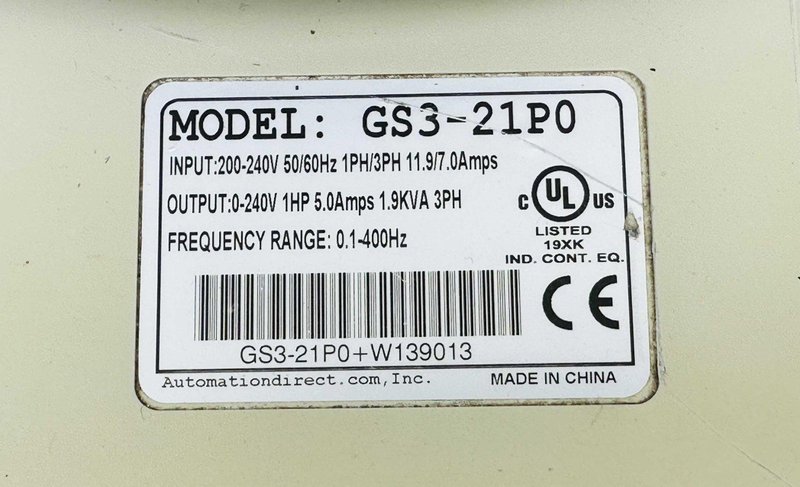 MODEL: GS3-21P0
INPUT:200-240V 50/60Hz 1PH/3PH 11.9/7.0Amps
OUTPUT:0-240V 1HP 5.0Amps 1.9KVA 3PH
FREQUENCY RANGE: 0.1-400Hz
C UL US
LISTED
19XK
IND. CONT. EQ.
CE
GS3-21P0+W139013
Automationdirect.com,Inc. MADE IN CHINA